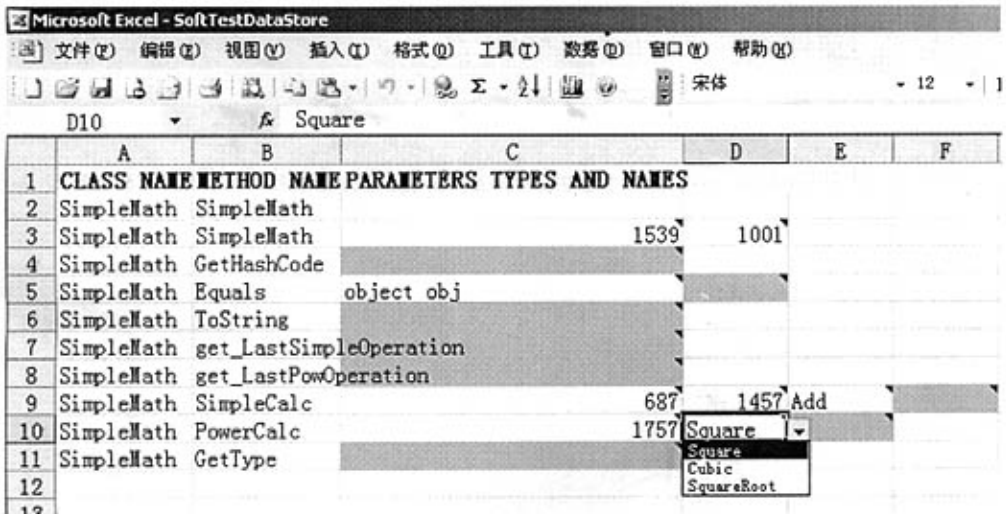 Microsoft Excel - SoftTestDataStore
文件(F) 编辑(E) 视图(V) 插入(I) 格式(O) 工具(T) 数据(D) 窗口(W) 帮助(H)
Σ 宋体 12
D10 fx Square
A B C D E F
1 CLASS NAME METHOD NAME PARAMETERS TYPES AND NAMES
2 SimpleMath SimpleMath
3 SimpleMath SimpleMath 1539 1001
4 SimpleMath GetHashCode
5 SimpleMath Equals object obj
6 SimpleMath ToString
7 SimpleMath get_LastSimpleOperation
8 SimpleMath get_LastPowOperation
9 SimpleMath SimpleCalc 687 1457 Add
10 SimpleMath PowerCalc 1757 Square
11 SimpleMath GetType Square
Cubic
12 SquareRoot
13